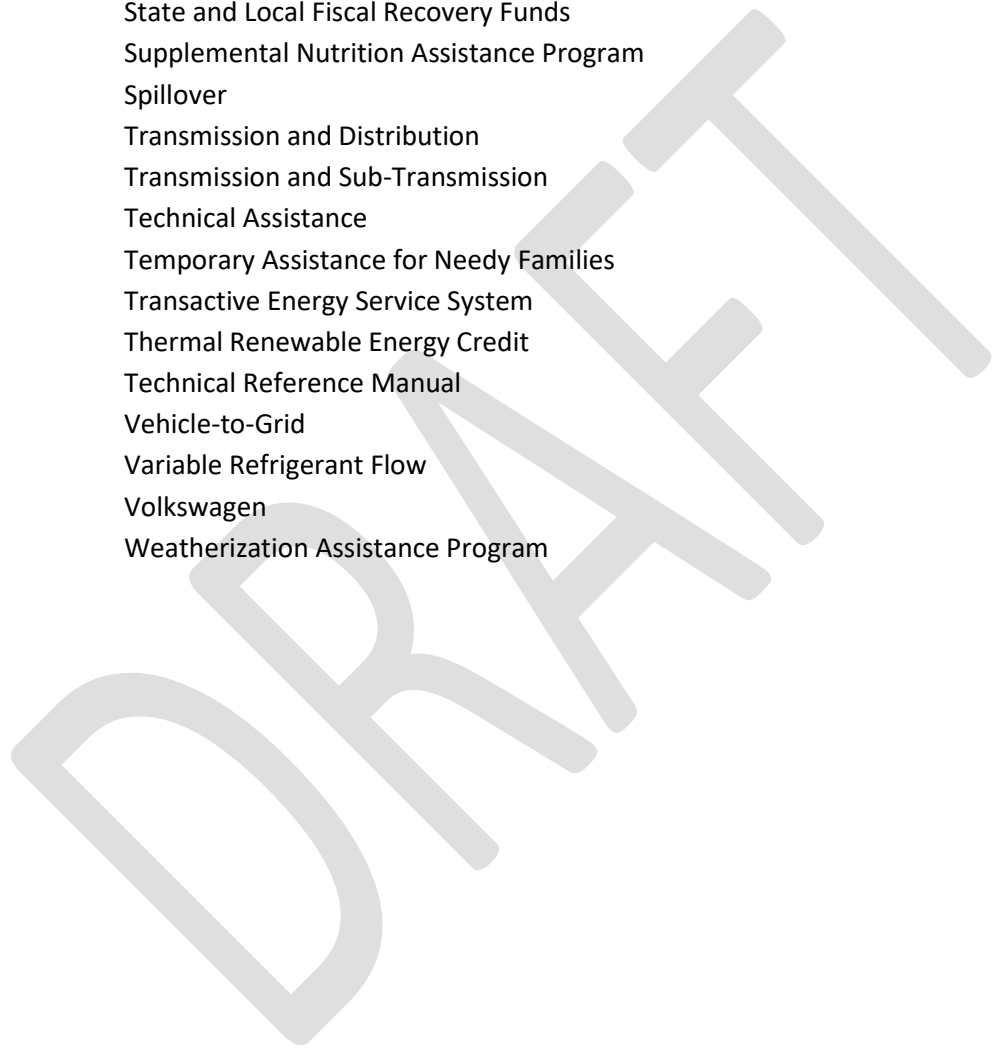 State and Local Fiscal Recovery Funds
Supplemental Nutrition Assistance Program
Spillover
Transmission and Distribution
Transmission and Sub-Transmission
Technical Assistance
Temporary Assistance for Needy Families
Transactive Energy Service System
Thermal Renewable Energy Credit
Technical Reference Manual
Vehicle-to-Grid
Variable Refrigerant Flow
Volkswagen
Weatherization Assistance Program
DRAFT